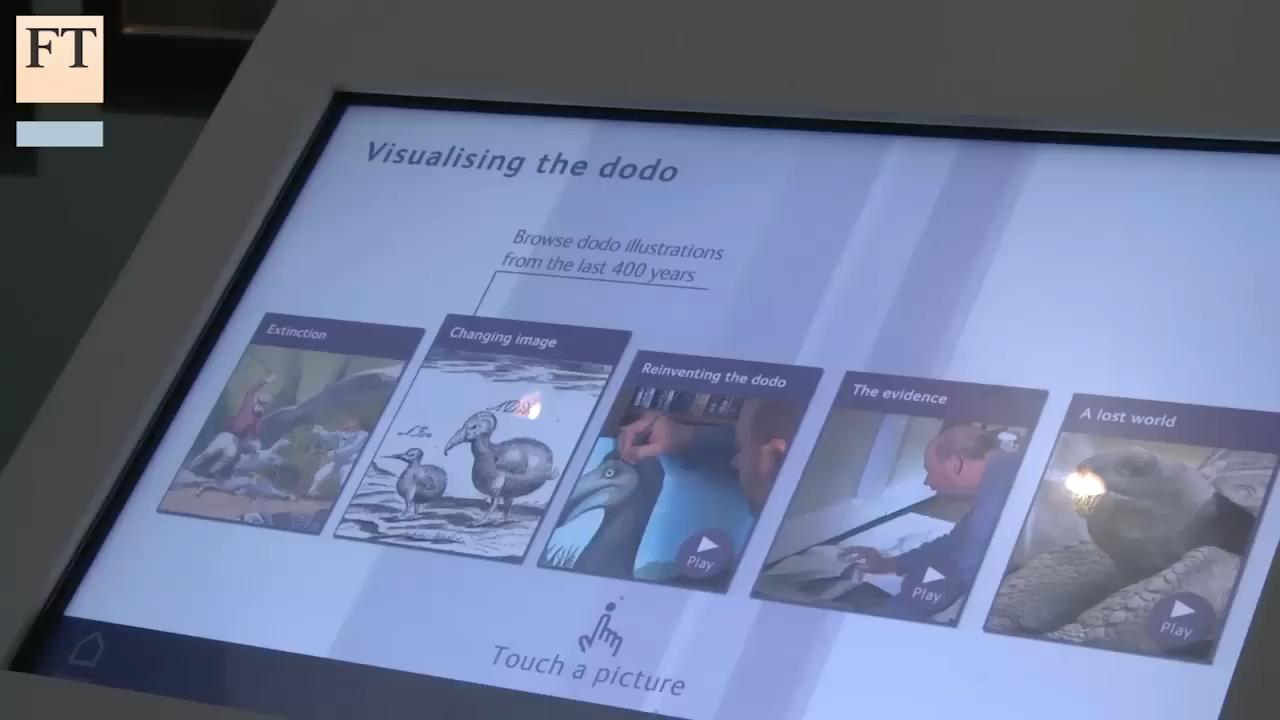 FT
Visualising the dodo
Browse dodo illustrations
from the last 400 years
Extinction
Changing image
Reinventing the dodo
The evidence
A lost world
Play
Play
Play
Touch a picture